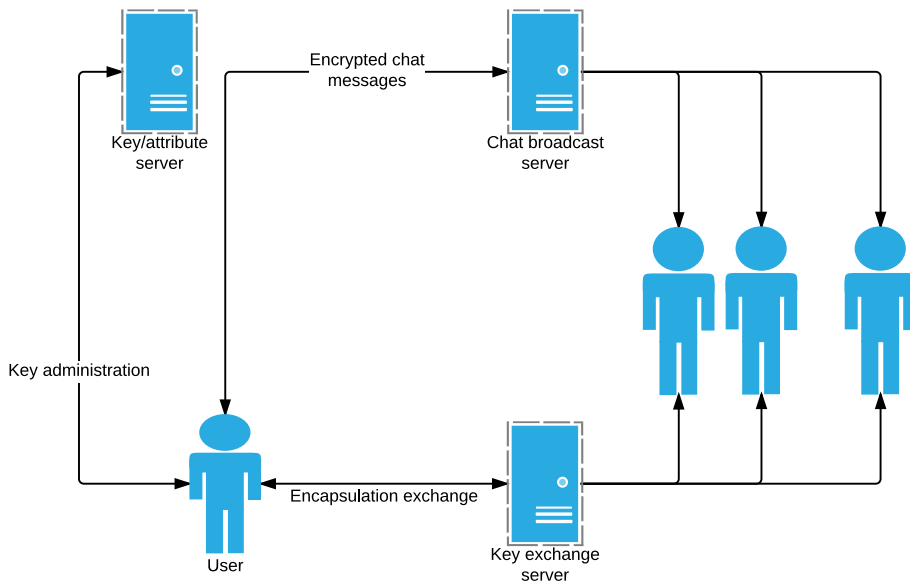 Encrypted chat
messages
Key/attribute
server
Chat broadcast
server
Key administration
Encapsulation exchange
User
Key exchange
server